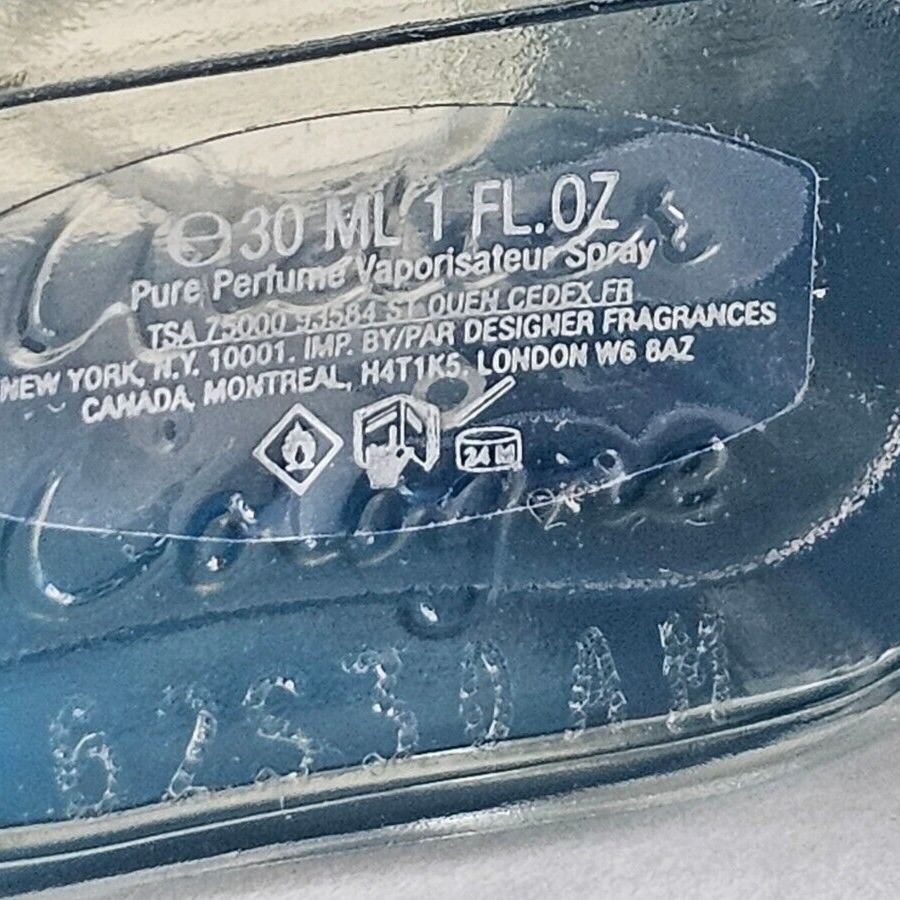 ℮ 30 ML 1 FL.OZ
Pure Perfume Vaporisateur Spray
TSA 75000 93584 ST OUEN CEDEX FR
NEW YORK, N.Y. 10001. IMP. BY/PAR DESIGNER FRAGRANCES
CANADA, MONTREAL, H4T1K5. LONDON W6 8AZ
24 M